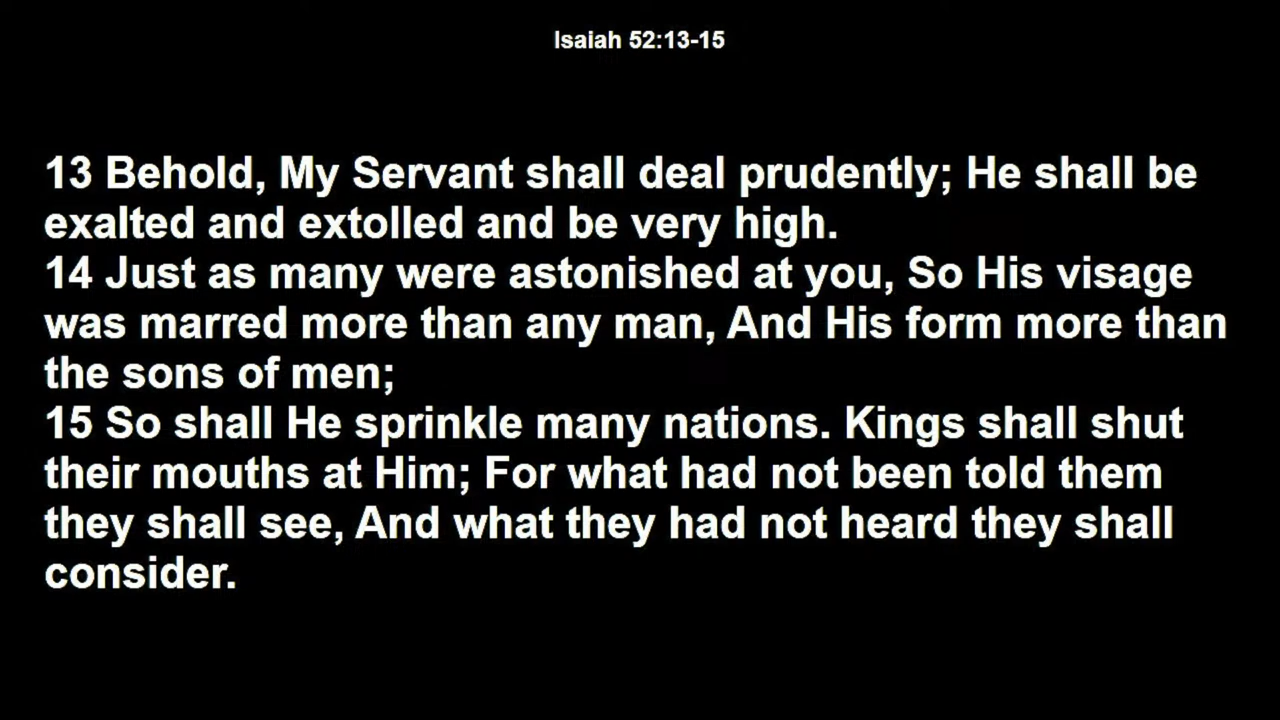 Isaiah 52:13-15
13 Behold, My Servant shall deal prudently; He shall be
exalted and extolled and be very high.
14 Just as many were astonished at you, So His visage
was marred more than any man, And His form more than
the sons of men;
15 So shall He sprinkle many nations. Kings shall shut
their mouths at Him; For what had not been told them
they shall see, And what they had not heard they shall
consider.